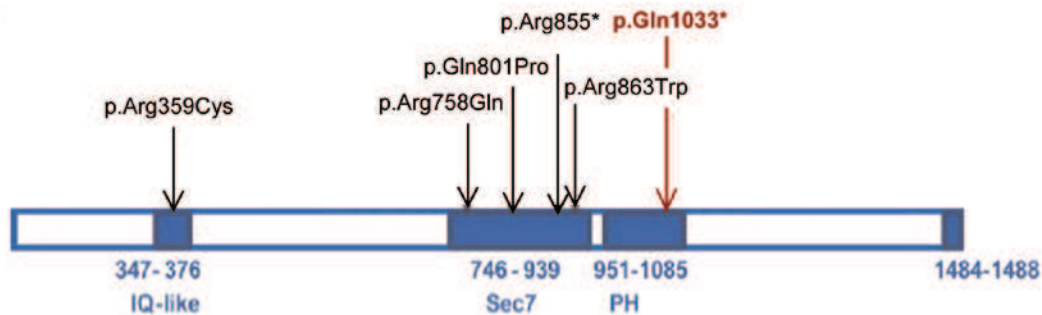 p.Arg855* p.Gln1033*
p.Gln801Pro
p.Arg863Trp
p.Arg758Gln
p.Arg359Cys
347- 376 746 - 939 951-1085 1484-1488
IQ-like Sec7 PH